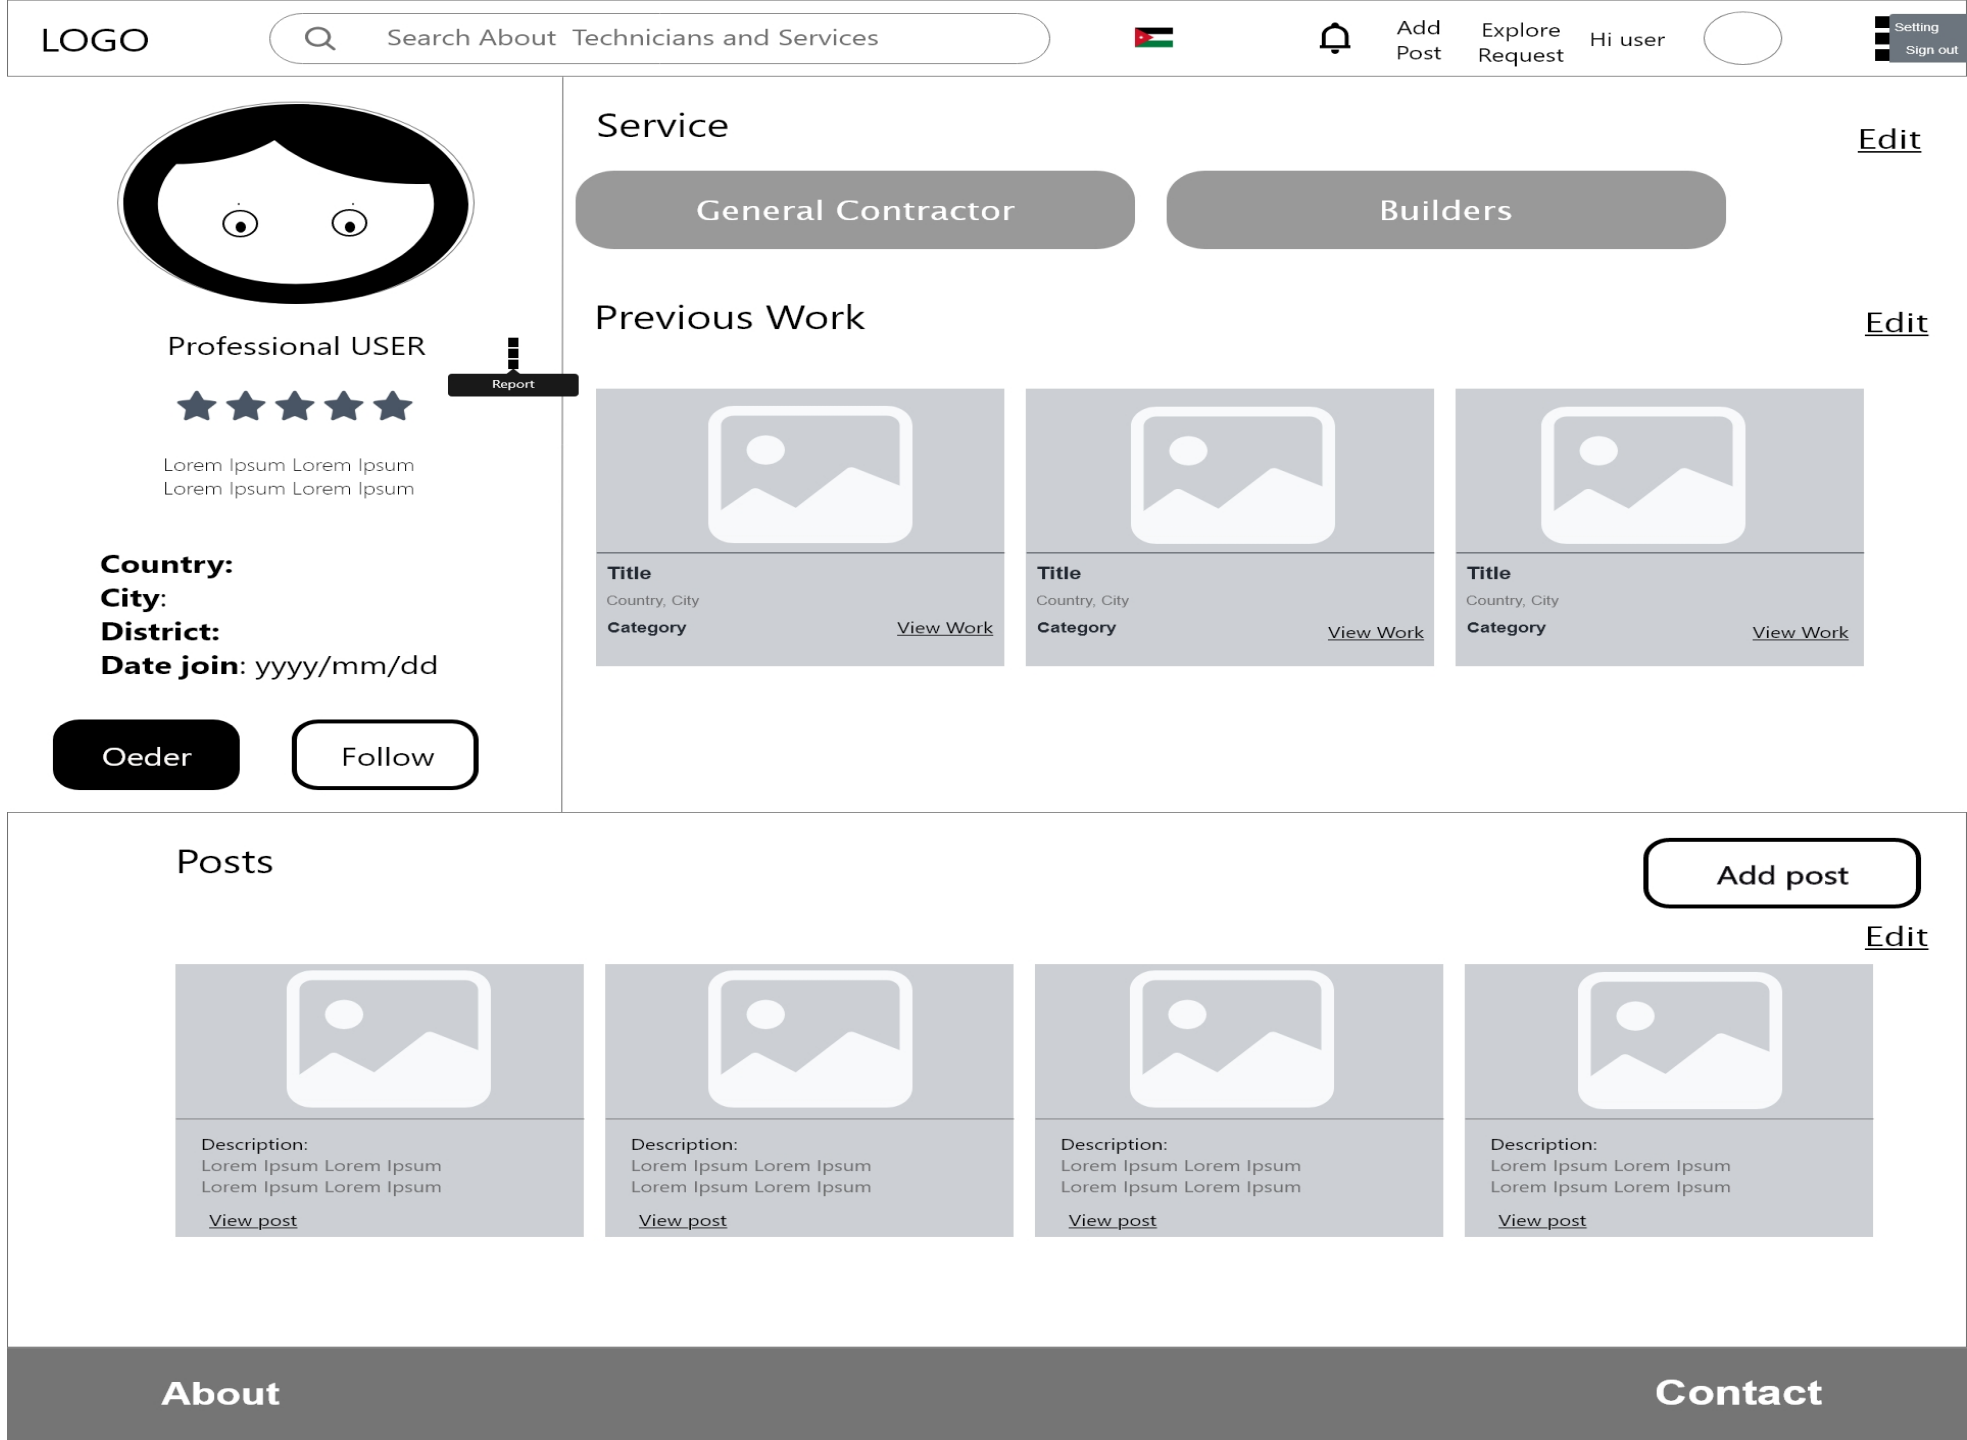 LOGO
Search About  Technicians and Services
Add
Post
Explore
Request
Hi user
Setting
Sign out
Professional USER
Report
Lorem Ipsum Lorem Ipsum
Lorem Ipsum Lorem Ipsum
Country:
City:
District:
Date join: yyyy/mm/dd
Oeder
Follow
Service
Edit
General Contractor
Builders
Previous Work
Edit
Title
Country, City
Category
View Work
Title
Country, City
Category
View Work
Title
Country, City
Category
View Work
Posts
Add post
Edit
Description:
Lorem Ipsum Lorem Ipsum
Lorem Ipsum Lorem Ipsum
View post
Description:
Lorem Ipsum Lorem Ipsum
Lorem Ipsum Lorem Ipsum
View post
Description:
Lorem Ipsum Lorem Ipsum
Lorem Ipsum Lorem Ipsum
View post
Description:
Lorem Ipsum Lorem Ipsum
Lorem Ipsum Lorem Ipsum
View post
About
Contact